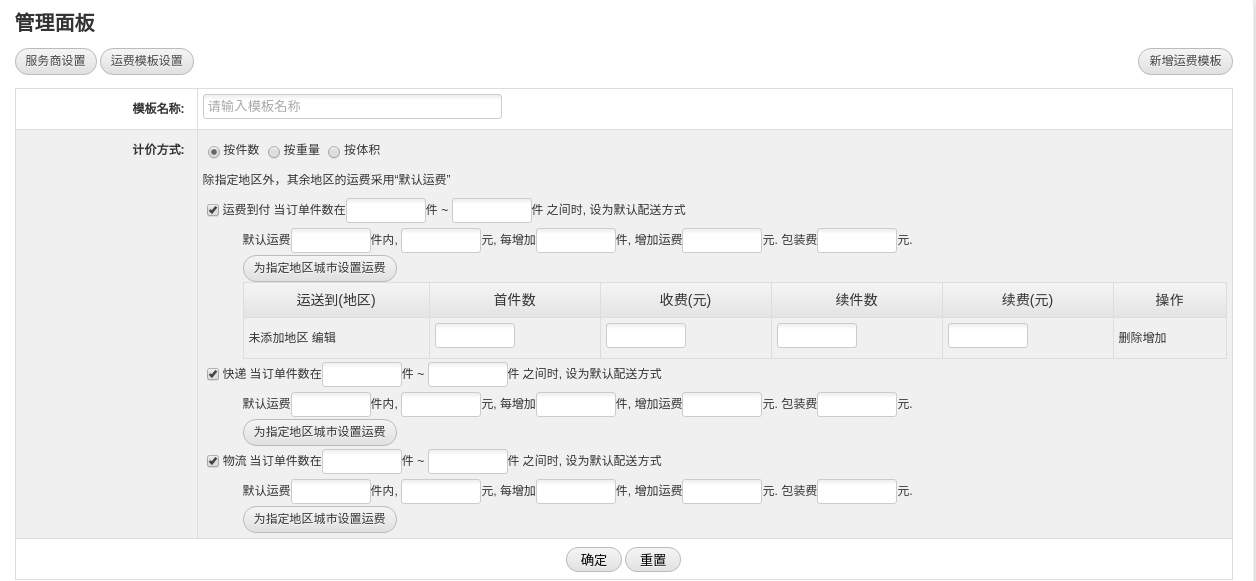 管理面板
服务商设置 运费模板设置 新增运费模板
模板名称: 请输入模板名称
计价方式: 按件数 按重量 按体积
除指定地区外，其余地区的运费采用“默认运费”
运费到付 当订单件数在 件 ~ 件 之间时, 设为默认配送方式
默认运费 件内, 元, 每增加 件, 增加运费 元. 包装费 元.
为指定地区城市设置运费
运送到(地区) 首件数 收费(元) 续件数 续费(元) 操作
未添加地区 编辑 删除增加
快递 当订单件数在 件 ~ 件 之间时, 设为默认配送方式
默认运费 件内, 元, 每增加 件, 增加运费 元. 包装费 元.
为指定地区城市设置运费
物流 当订单件数在 件 ~ 件 之间时, 设为默认配送方式
默认运费 件内, 元, 每增加 件, 增加运费 元. 包装费 元.
为指定地区城市设置运费
确定 重置